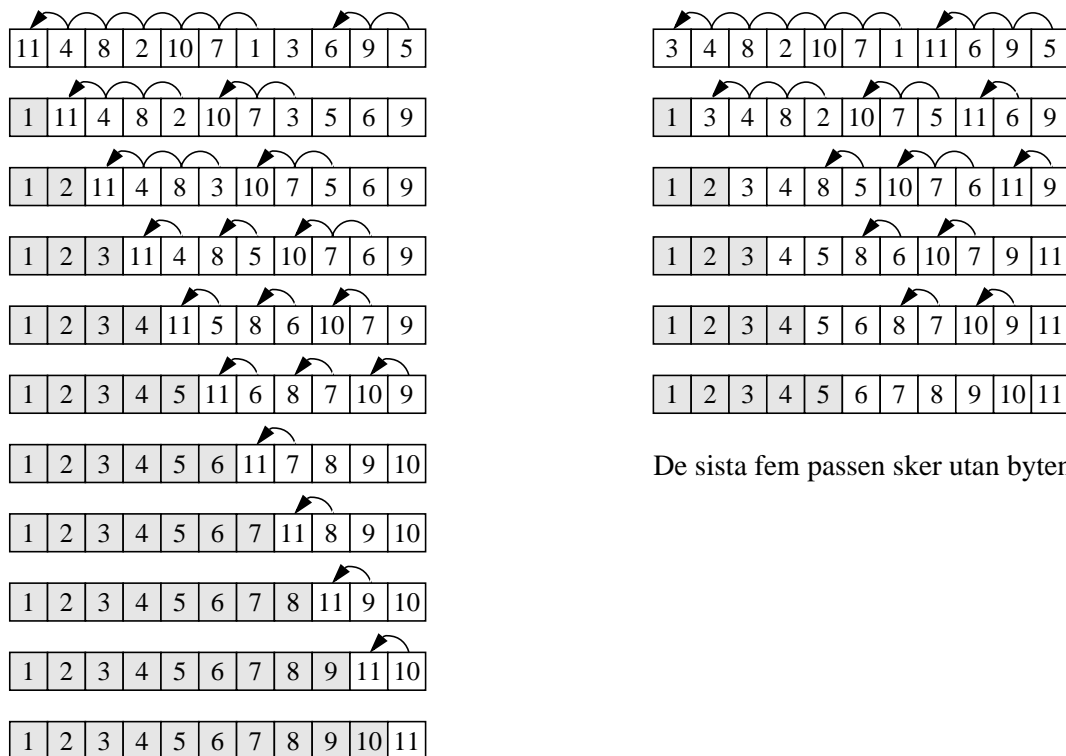 11 4 8 2 10 7 1 3 6 9 5
1 11 4 8 2 10 7 3 5 6 9
1 2 11 4 8 3 10 7 5 6 9
1 2 3 11 4 8 5 10 7 6 9
1 2 3 4 11 5 8 6 10 7 9
1 2 3 4 5 11 6 8 7 10 9
1 2 3 4 5 6 11 7 8 9 10
1 2 3 4 5 6 7 11 8 9 10
1 2 3 4 5 6 7 8 11 9 10
1 2 3 4 5 6 7 8 9 11 10
1 2 3 4 5 6 7 8 9 10 11
3 4 8 2 10 7 1 11 6 9 5
1 3 4 8 2 10 7 5 11 6 9
1 2 3 4 8 5 10 7 6 11 9
1 2 3 4 5 8 6 10 7 9 11
1 2 3 4 5 6 8 7 10 9 11
1 2 3 4 5 6 7 8 9 10 11
De sista fem passen sker utan byten